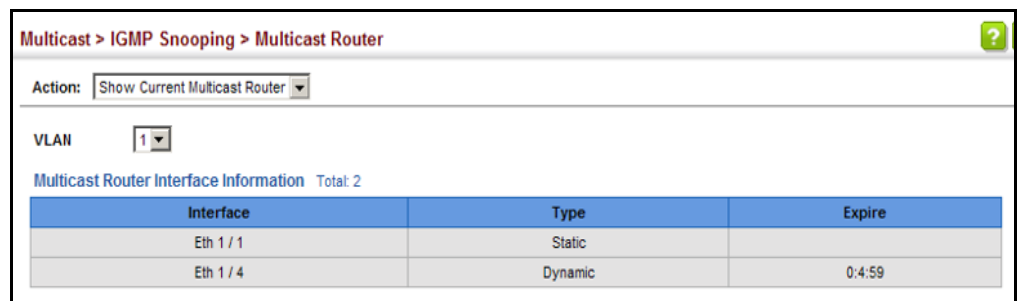 Multicast > IGMP Snooping > Multicast Router
?
Action: Show Current Multicast Router
VLAN 1
Multicast Router Interface Information Total: 2
Interface Type Expire
Eth 1 / 1 Static
Eth 1 / 4 Dynamic 0:4:59